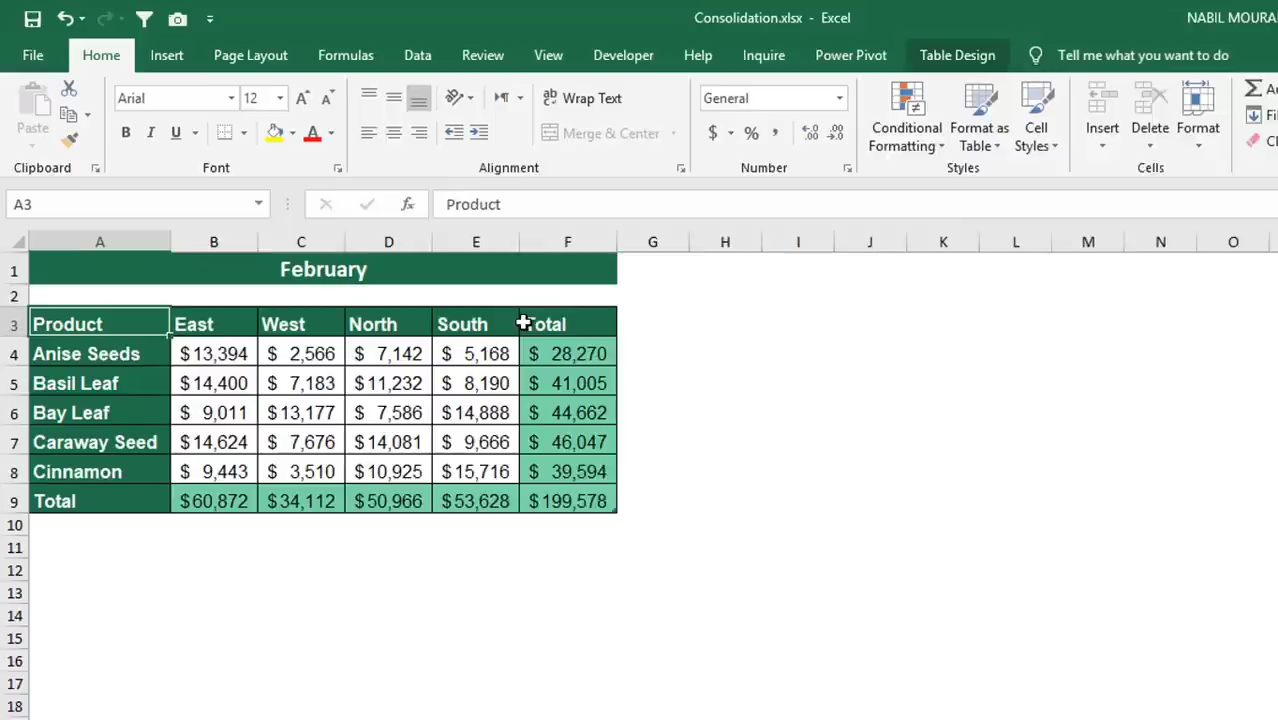 Consolidation.xlsx - Excel
NABIL MOURA
File Home Insert Page Layout Formulas Data Review View Developer Help Inquire Power Pivot Table Design Tell me what you want to do
Paste
Arial 12
B I U
Wrap Text
Merge & Center
General
$ % ,
Conditional Formatting
Format as Table
Cell Styles
Insert
Delete
Format
Clipboard Font Alignment Number Styles Cells
A3 fx Product
A B C D E F G H I J K L M N O
1 February
2
3 Product East West North South Total
4 Anise Seeds $13,394 $ 2,566 $ 7,142 $ 5,168 $ 28,270
5 Basil Leaf $14,400 $ 7,183 $11,232 $ 8,190 $ 41,005
6 Bay Leaf $ 9,011 $13,177 $ 7,586 $14,888 $ 44,662
7 Caraway Seed $14,624 $ 7,676 $14,081 $ 9,666 $ 46,047
8 Cinnamon $ 9,443 $ 3,510 $10,925 $15,716 $ 39,594
9 Total $60,872 $34,112 $50,966 $53,628 $199,578
10
11
12
13
14
15
16
17
18